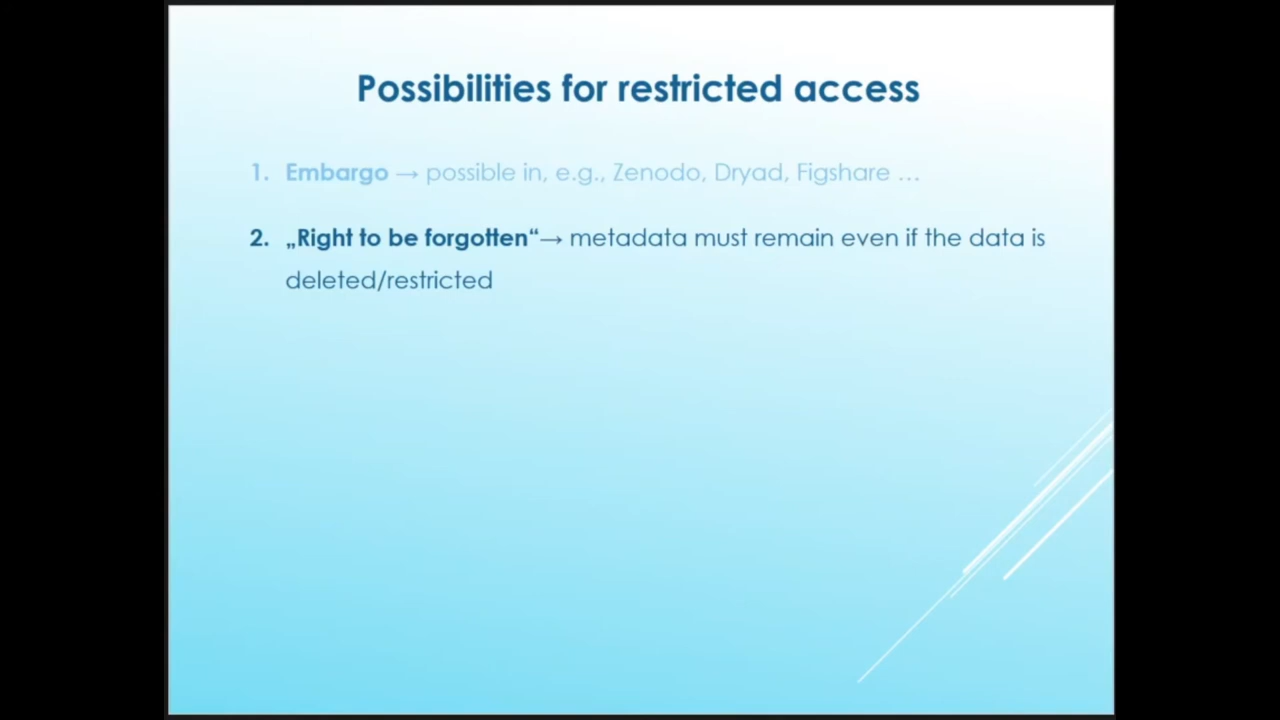 Possibilities for restricted access
1. Embargo → possible in, e.g., Zenodo, Dryad, Figshare ...
2. „Right to be forgotten“→ metadata must remain even if the data is
deleted/restricted